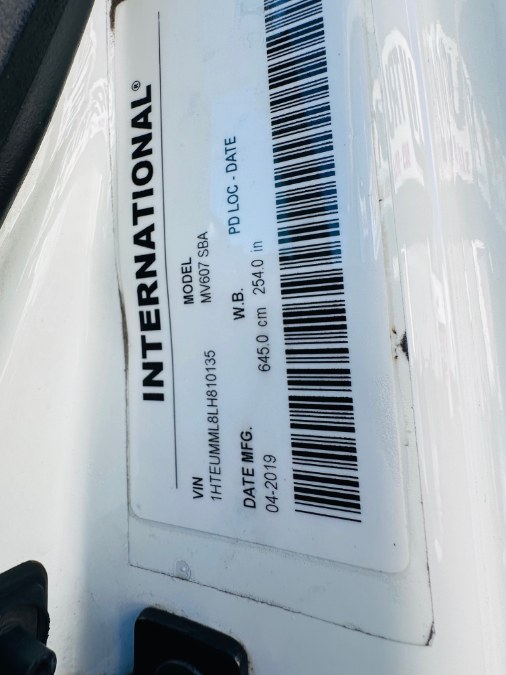 INTERNATIONAL®
VIN MODEL
1HTEUMML8LH810135 MV607 SBA
DATE MFG. W.B. PD LOC - DATE
04-2019 645.0 cm 254.0 in